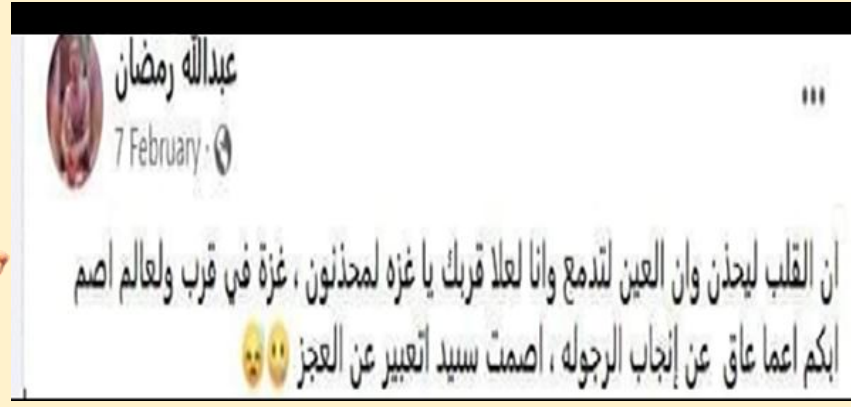 عبدالله رمضان
7 February ·
ان القلب ليحذن وان العين لتدمع وانا لعلا قربك يا غزه لمحذنون ، غزة في قرب ولعالم اصم
ابكم اعما عاق عن إنجاب الرجوله ، اصمت سييد اتعبير عن العجز 😶😞